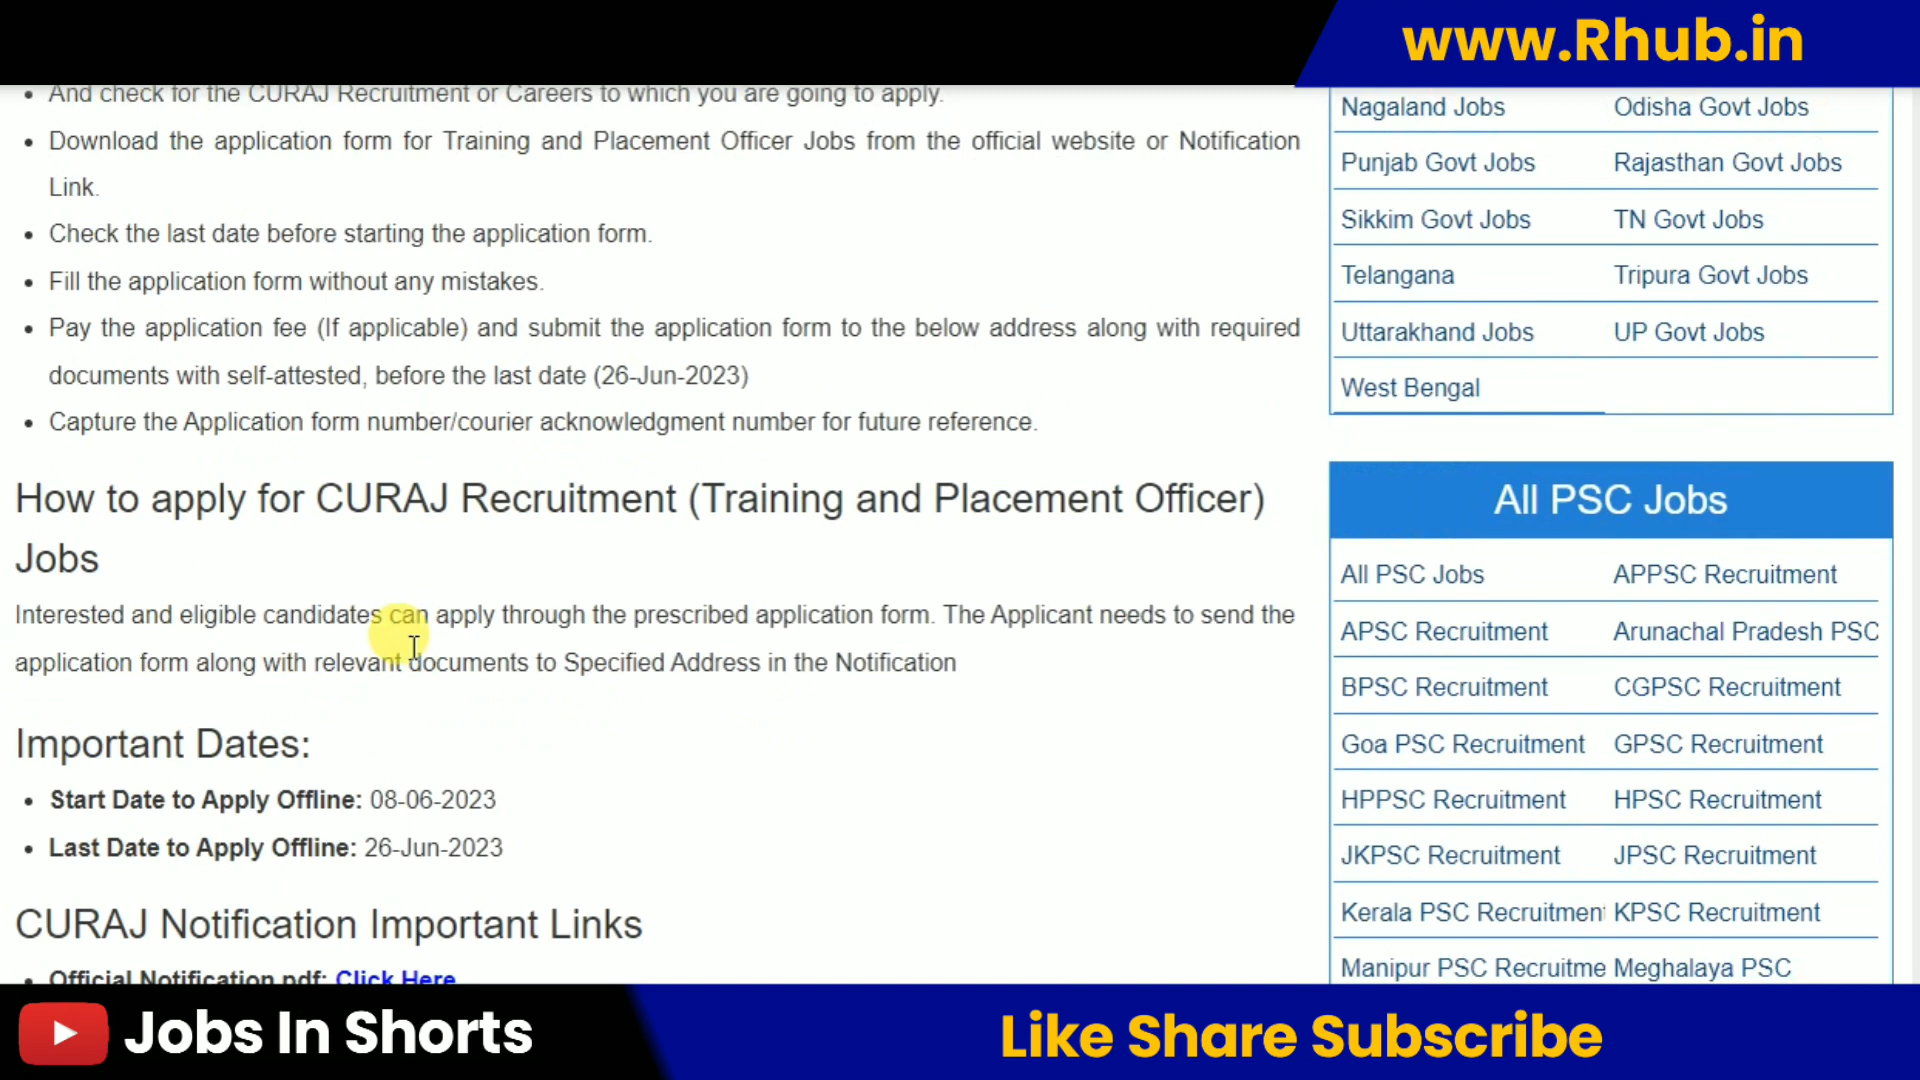 www.Rhub.in
And check for the CURAJ Recruitment or Careers to which you are going to apply.
Download the application form for Training and Placement Officer Jobs from the official website or Notification
Link.
Check the last date before starting the application form.
Fill the application form without any mistakes.
Pay the application fee (If applicable) and submit the application form to the below address along with required
documents with self-attested, before the last date (26-Jun-2023)
Capture the Application form number/courier acknowledgment number for future reference.
How to apply for CURAJ Recruitment (Training and Placement Officer)
Jobs
Interested and eligible candidates can apply through the prescribed application form. The Applicant needs to send the
application form along with relevant documents to Specified Address in the Notification
Important Dates:
Start Date to Apply Offline: 08-06-2023
Last Date to Apply Offline: 26-Jun-2023
CURAJ Notification Important Links
Official Notification pdf: Click Here
Nagaland Jobs Odisha Govt Jobs
Punjab Govt Jobs Rajasthan Govt Jobs
Sikkim Govt Jobs TN Govt Jobs
Telangana Tripura Govt Jobs
Uttarakhand Jobs UP Govt Jobs
West Bengal
All PSC Jobs
All PSC Jobs APPSC Recruitment
APSC Recruitment Arunachal Pradesh PSC
BPSC Recruitment CGPSC Recruitment
Goa PSC Recruitment GPSC Recruitment
HPPSC Recruitment HPSC Recruitment
JKPSC Recruitment JPSC Recruitment
Kerala PSC Recruitmen KPSC Recruitment
Manipur PSC Recruitme Meghalaya PSC
Jobs In Shorts
Like Share Subscribe